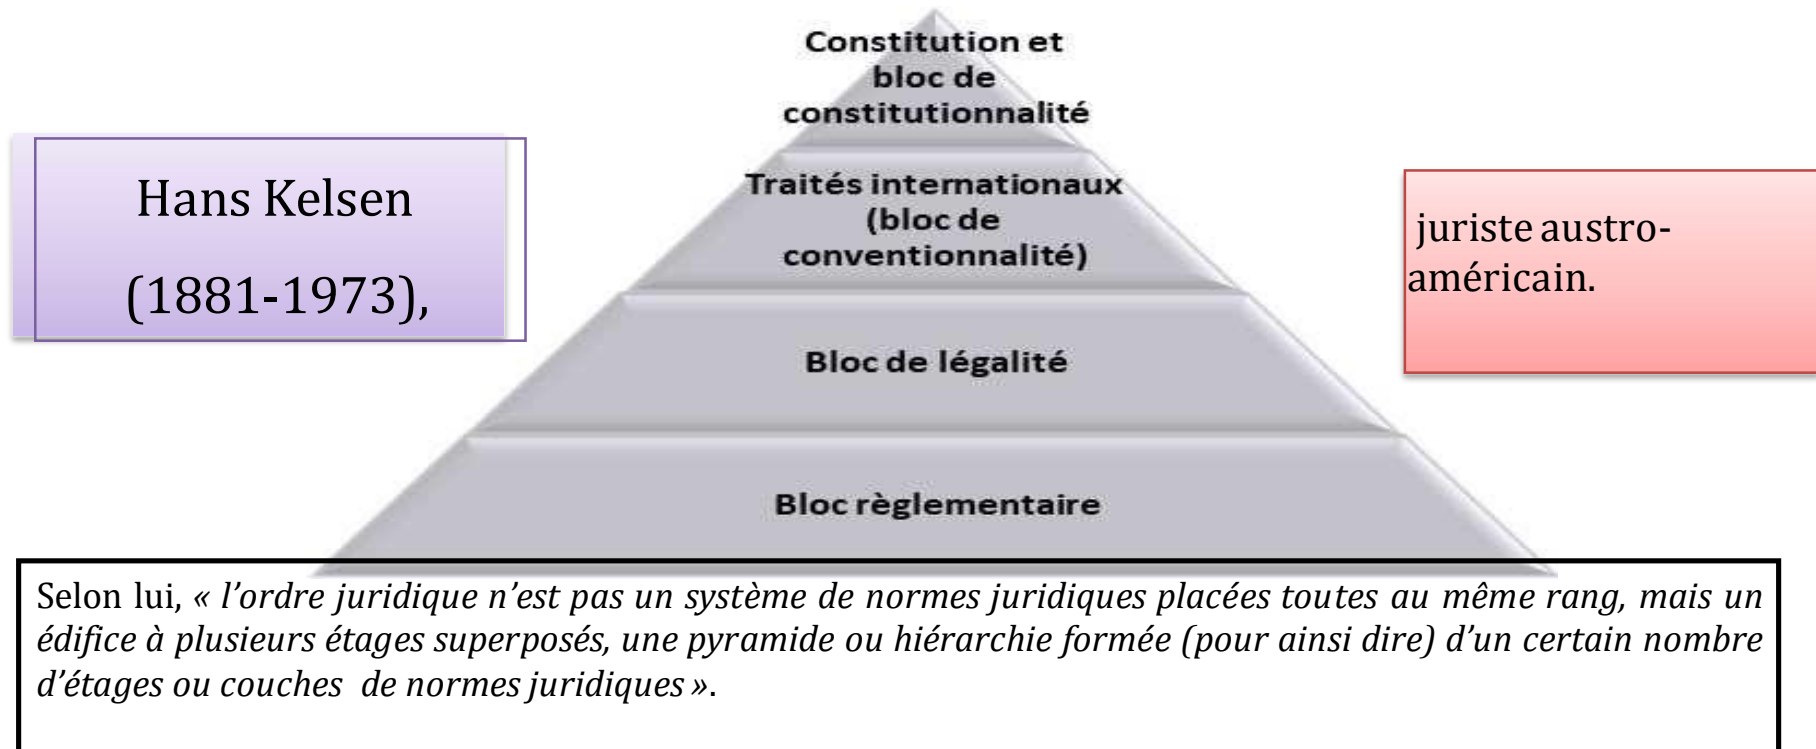 Constitution et
bloc de
constitutionnalité
Hans Kelsen
(1881-1973),
Traités internationaux
(bloc de
conventionnalité)
juriste austro-
américain.
Bloc de légalité
Bloc règlementaire
Selon lui, « l’ordre juridique n’est pas un système de normes juridiques placées toutes au même rang, mais un
édifice à plusieurs étages superposés, une pyramide ou hiérarchie formée (pour ainsi dire) d’un certain nombre
d’étages ou couches de normes juridiques ».